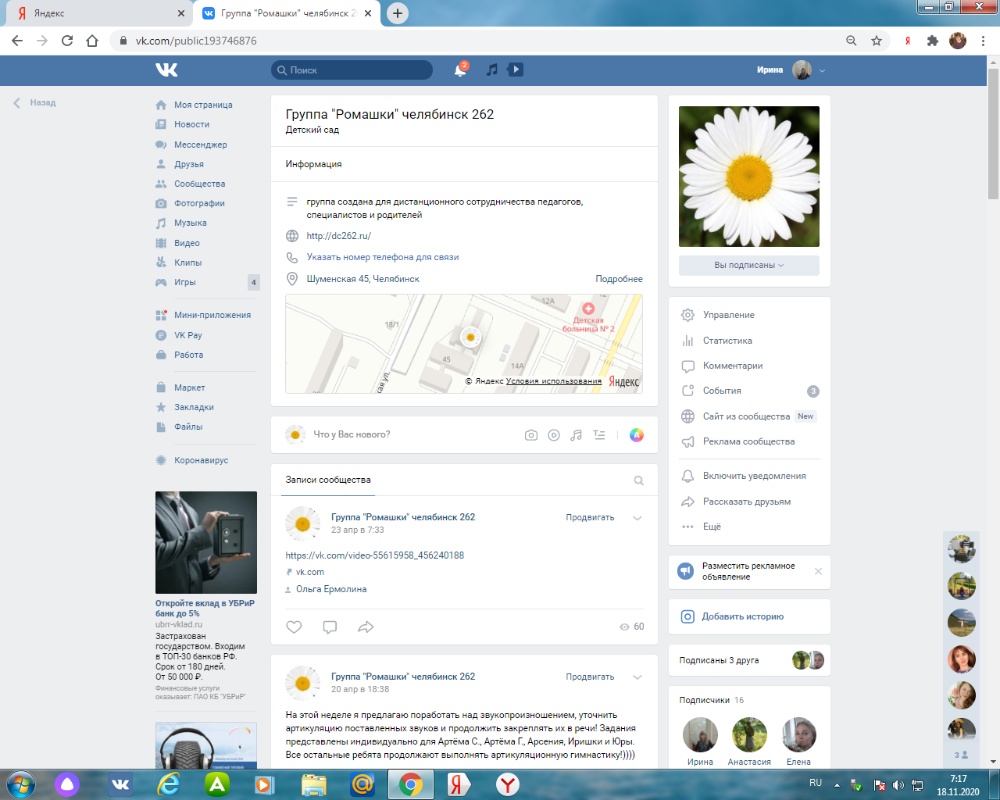 Яндекс
Группа "Ромашки" челябинск 2
vk.com/public193746876
Поиск
2
Ирина
Назад
Моя страница
Новости
Мессенджер
Друзья
Сообщества
Фотографии
Музыка
Видео
Клипы
Игры
4
Мини-приложения
VK Pay
Работа
Маркет
Закладки
Файлы
Коронавирус
Откройте вклад в УБРиР
банк до 5%
ubrr-vklad.ru
Застрахован
государством. Входим
в ТОП-30 банков РФ.
Срок от 180 дней.
От 50 000 ₽.
Финансовые услуги
оказывает: ПАО КБ "УБРиР"
Группа "Ромашки" челябинск 262
Детский сад
Информация
группа создана для дистанционного сотрудничества педагогов,
специалистов и родителей
http://dc262.ru/
Указать номер телефона для связи
Шуменская 45, Челябинск
Подробнее
18/1
12А
12
Детская
больница № 2
45
14А
ская ул.
© Яндекс Условия использования
Яндекс
Что у Вас нового?
Записи сообщества
Группа "Ромашки" челябинск 262
Продвигать
23 апр в 7:33
https://vk.com/video-55615958_456240188
vk.com
Ольга Ермолина
60
Группа "Ромашки" челябинск 262
Продвигать
20 апр в 18:38
На этой неделе я предлагаю поработать над звукопроизношением, уточнить
артикуляцию поставленных звуков и продолжить закреплять их в речи! Задания
представлены индивидуально для Артёма С., Артёма Г., Арсения, Иришки и Юры.
Все остальные ребята продолжают выполнять артикуляционную гимнастику!))))
Вы подписаны
Управление
Статистика
Комментарии
События
3
Сайт из сообщества
New
Реклама сообщества
Включить уведомления
Рассказать друзьям
Ещё
Разместить рекламное
объявление
Добавить историю
Подписаны 3 друга
Подписчики 16
Ирина
Анастасия
Елена
3
RU
7:17
18.11.2020